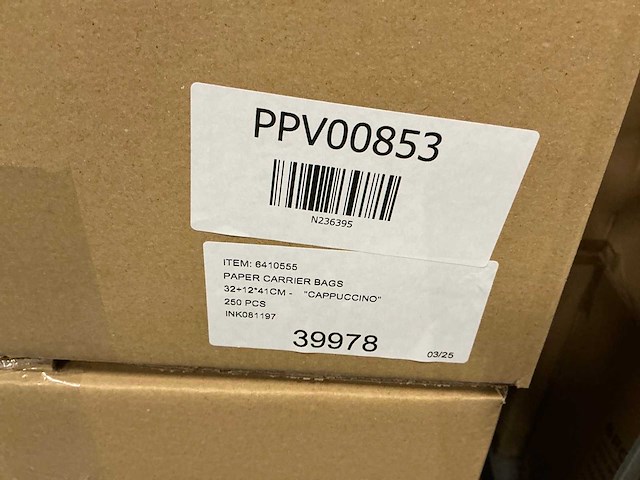 PPV00853
N236395
ITEM: 6410555
PAPER CARRIER BAGS
32+12*41CM - "CAPPUCCINO"
250 PCS
INK081197
39978
03/25